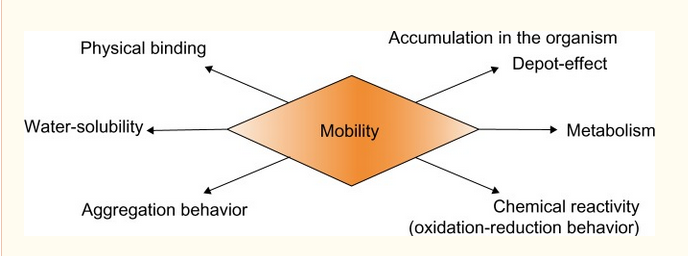 Physical binding
Accumulation in the organism
Depot-effect
Water-solubility
Mobility
Metabolism
Aggregation behavior
Chemical reactivity
(oxidation-reduction behavior)